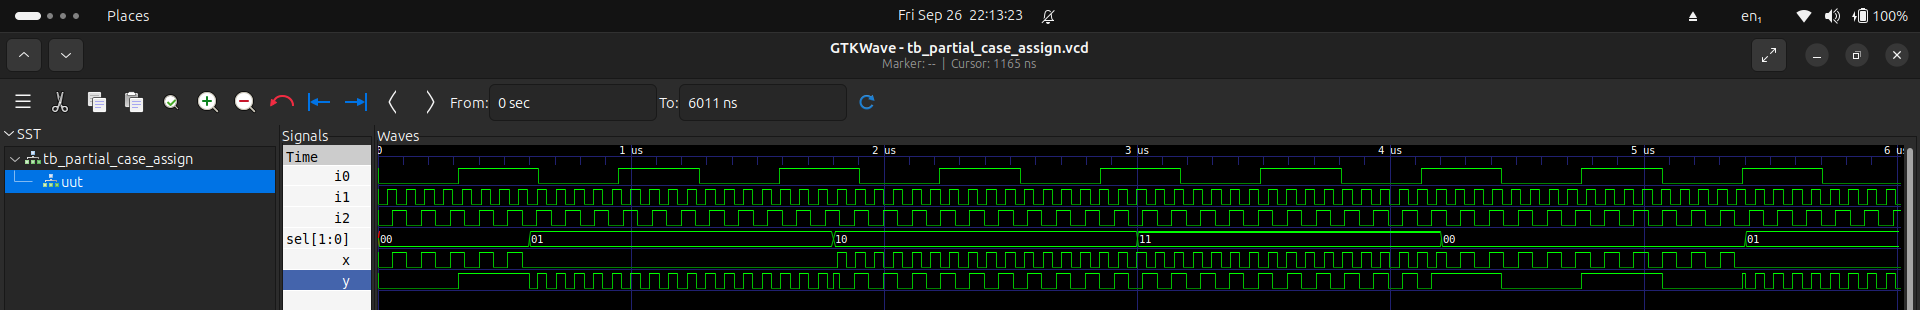 Places
Fri Sep 26 22:13:23
en₁
100%
GTKWave - tb_partial_case_assign.vcd
Marker: -- | Cursor: 1165 ns
From: 0 sec
To: 6011 ns
SST
tb_partial_case_assign
uut
Signals
Time
i0
i1
i2
sel[1:0]
x
y
Waves
0 1 us 2 us 3 us 4 us 5 us 6 us
00 01 10 11 00 01